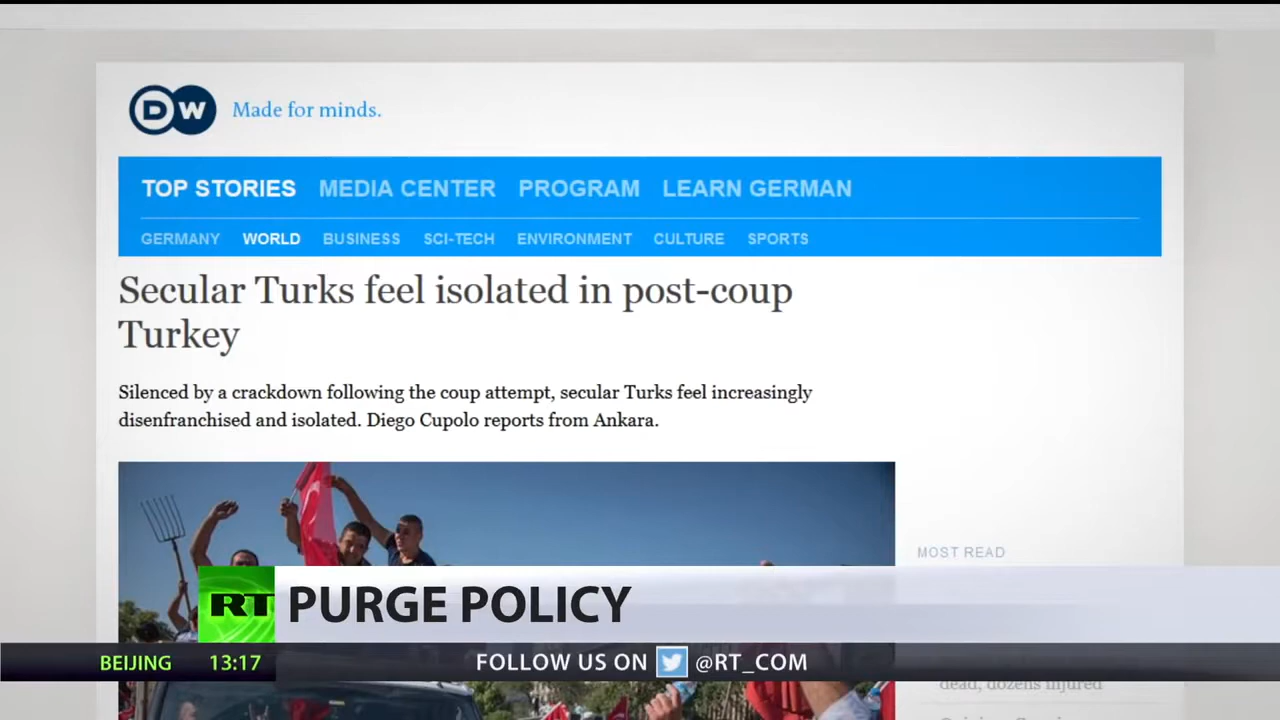 DW Made for minds.
TOP STORIES MEDIA CENTER PROGRAM LEARN GERMAN
GERMANY WORLD BUSINESS SCI-TECH ENVIRONMENT CULTURE SPORTS
Secular Turks feel isolated in post-coup
Turkey
Silenced by a crackdown following the coup attempt, secular Turks feel increasingly
disenfranchised and isolated. Diego Cupolo reports from Ankara.
MOST READ
RT PURGE POLICY
BEIJING 13:17 FOLLOW US ON @RT_COM
dead, dozens injured